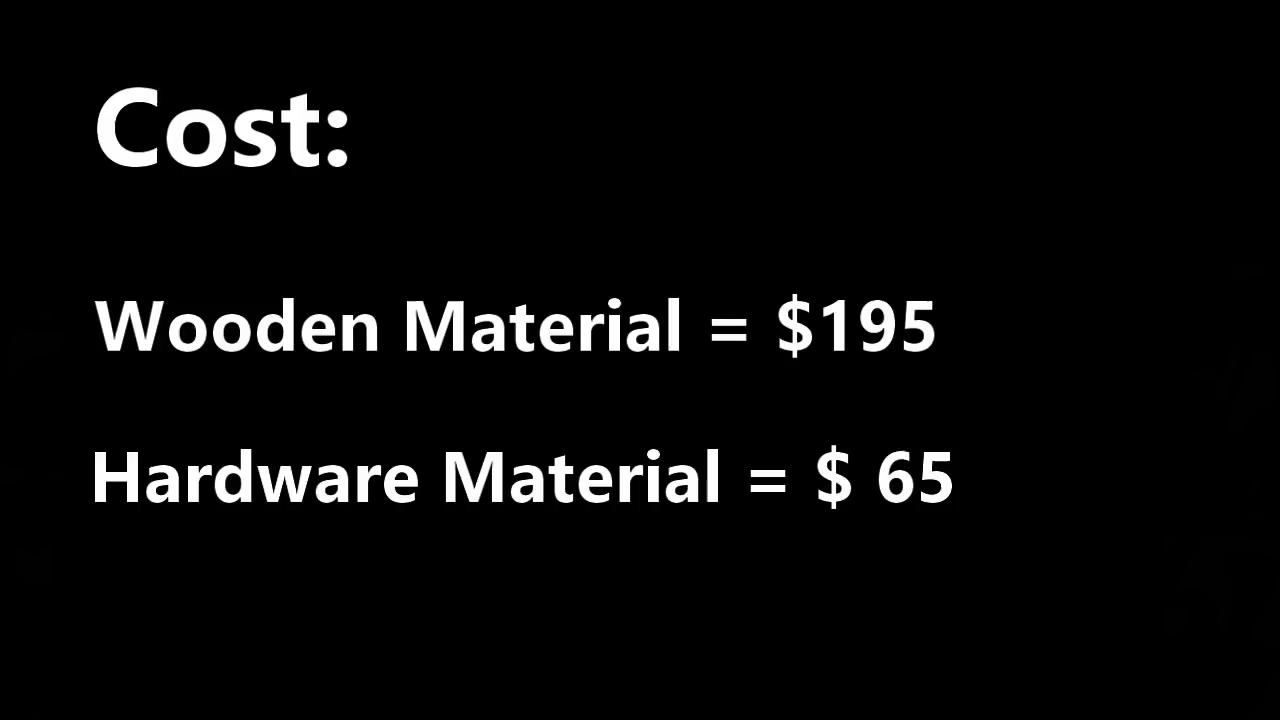 Cost:
Wooden Material = $195
Hardware Material = $ 65